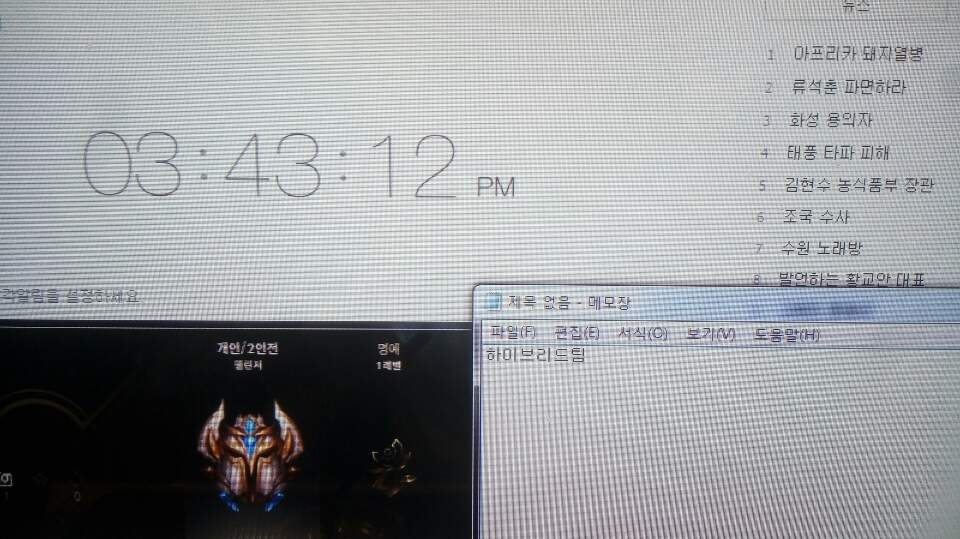 뉴스
1 아프리카 돼지열병
2 류석춘 파면하라
3 화성 용의자
4 태풍 타파 피해
5 김현수 농식품부 장관
6 조국 수사
7 수원 노래방
8 발언하는 황교안 대표
03:43:12 PM
각알림을 설정하세요
제목 없음 - 메모장
파일(F) 편집(E) 서식(O) 보기(V) 도움말(H)
하이브리드팀
개인/2인전
챌린저
명예
1레벨
0